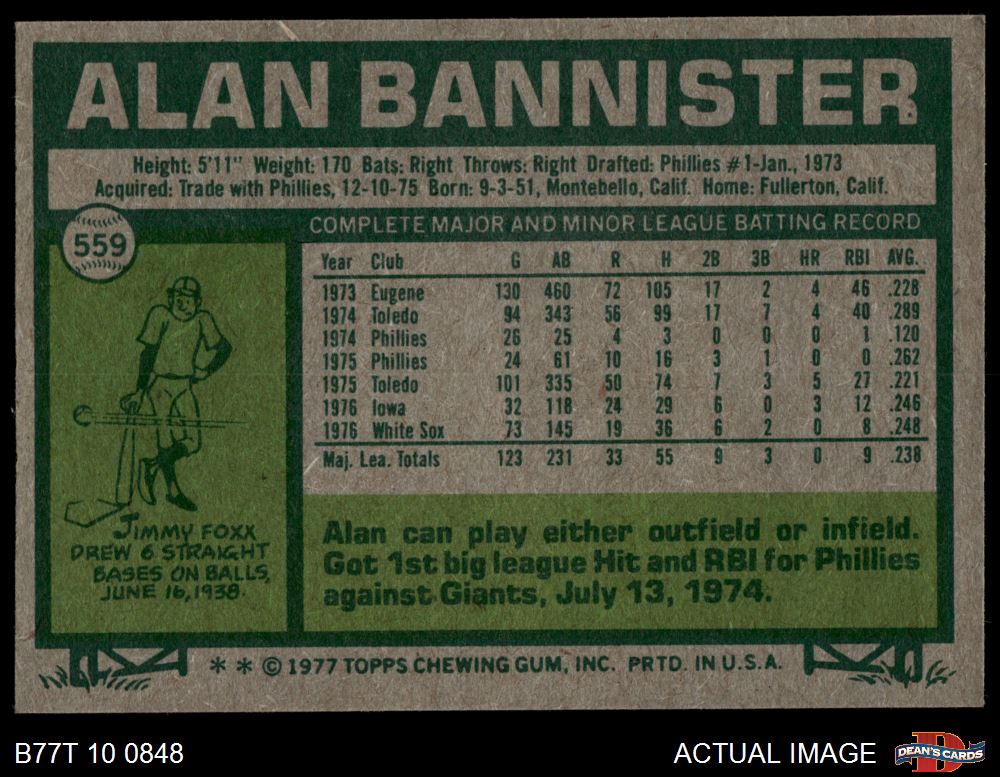 ALAN BANNISTER
Height: 5'11" Weight: 170 Bats: Right Throws: Right Drafted: Phillies #1-Jan., 1973
Acquired: Trade with Phillies, 12-10-75 Born: 9-3-51, Montebello, Calif. Home: Fullerton, Calif.
559
COMPLETE MAJOR AND MINOR LEAGUE BATTING RECORD
Year Club G AB R H 2B 3B HR RBI AVG.
1973 Eugene 130 460 72 105 17 2 4 46 .228
1974 Toledo 94 343 56 99 17 7 4 40 .289
1974 Phillies 26 25 4 3 0 0 0 1 .120
1975 Phillies 24 61 10 16 3 1 0 0 .262
1975 Toledo 101 335 50 74 7 3 5 27 .221
1976 Iowa 32 118 24 29 6 0 3 12 .246
1976 White Sox 73 145 19 36 6 2 0 8 .248
Maj. Lea. Totals 123 231 33 55 9 3 0 9 .238
JIMMY FOXX
DREW 6 STRAIGHT
BASES ON BALLS,
JUNE 16, 1938.
Alan can play either outfield or infield.
Got 1st big league Hit and RBI for Phillies
against Giants, July 13, 1974.
* * © 1977 TOPPS CHEWING GUM, INC. PRTD. IN U.S.A.
B77T 10 0848
ACTUAL IMAGE
D
DEAN'S CARDS